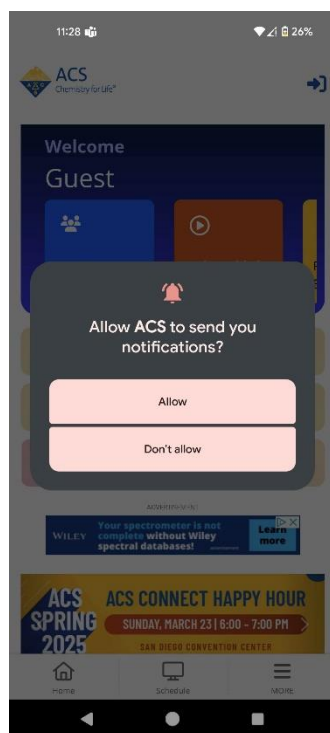 11:28
26%
ACS
Chemistry for Life®
Welcome
Guest
Allow ACS to send you
notifications?
Allow
Don't allow
ADVERTISEMENT
WILEY
Your spectrometer is not
complete without Wiley
spectral databases!
Learn
more
ACS
SPRING
2025
ACS CONNECT HAPPY HOUR
SUNDAY, MARCH 23 | 6:00 - 7:00 PM
SAN DIEGO CONVENTION CENTER
Home
Schedule
MORE